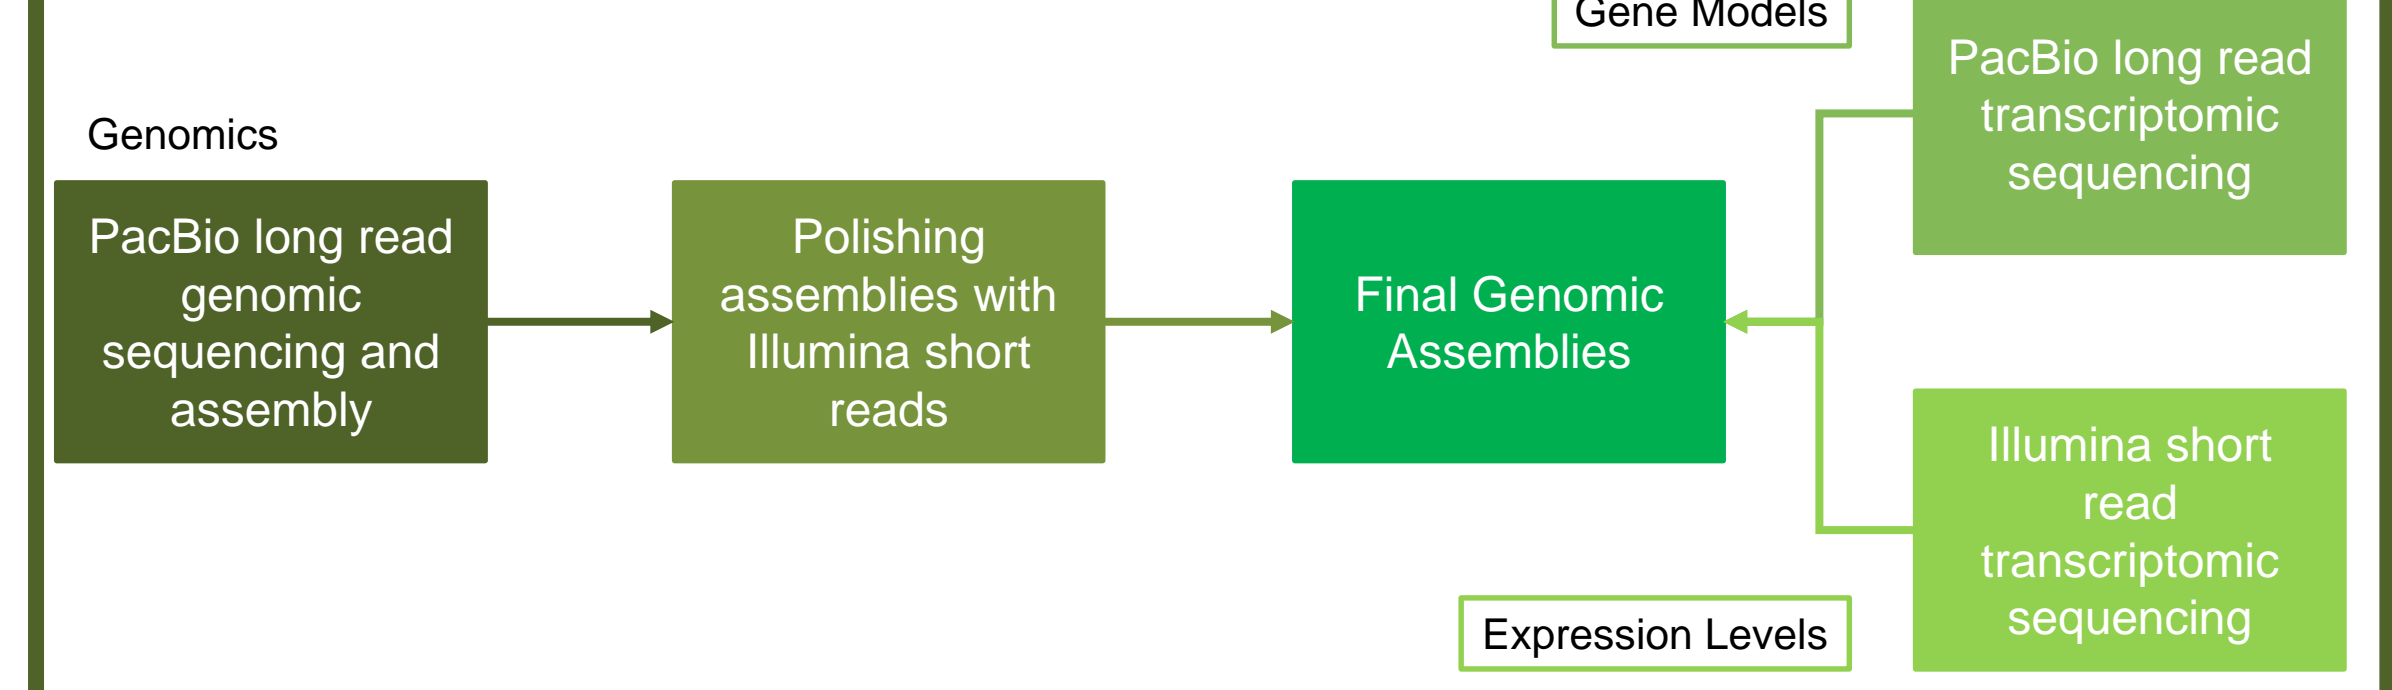 Gene Models
PacBio long read
transcriptomic
sequencing
Genomics
PacBio long read
genomic
sequencing and
assembly
Polishing
assemblies with
Illumina short
reads
Final Genomic
Assemblies
Illumina short
read
transcriptomic
sequencing
Expression Levels